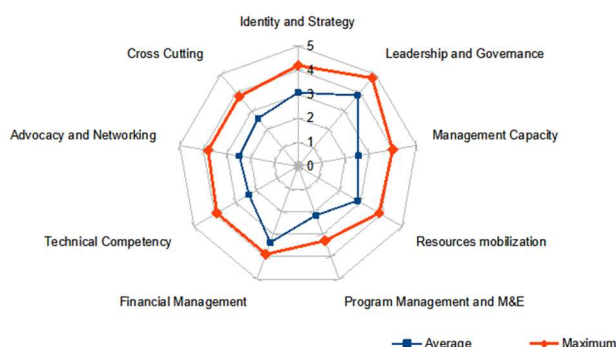 Identity and Strategy
Cross Cutting
5
Leadership and Governance
4
3
Advocacy and Networking
2
Management Capacity
1
0
Technical Competency
Resources mobilization
Financial Management
Program Management and M&E
Average
Maximum